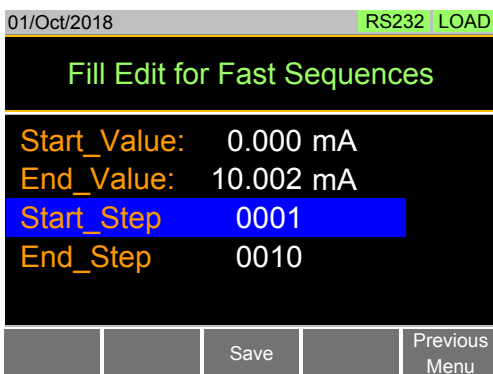 01/Oct/2018 RS232 LOAD
Fill Edit for Fast Sequences
Start_Value: 0.000 mA
End_Value: 10.002 mA
Start_Step 0001
End_Step 0010
Save
Previous
Menu